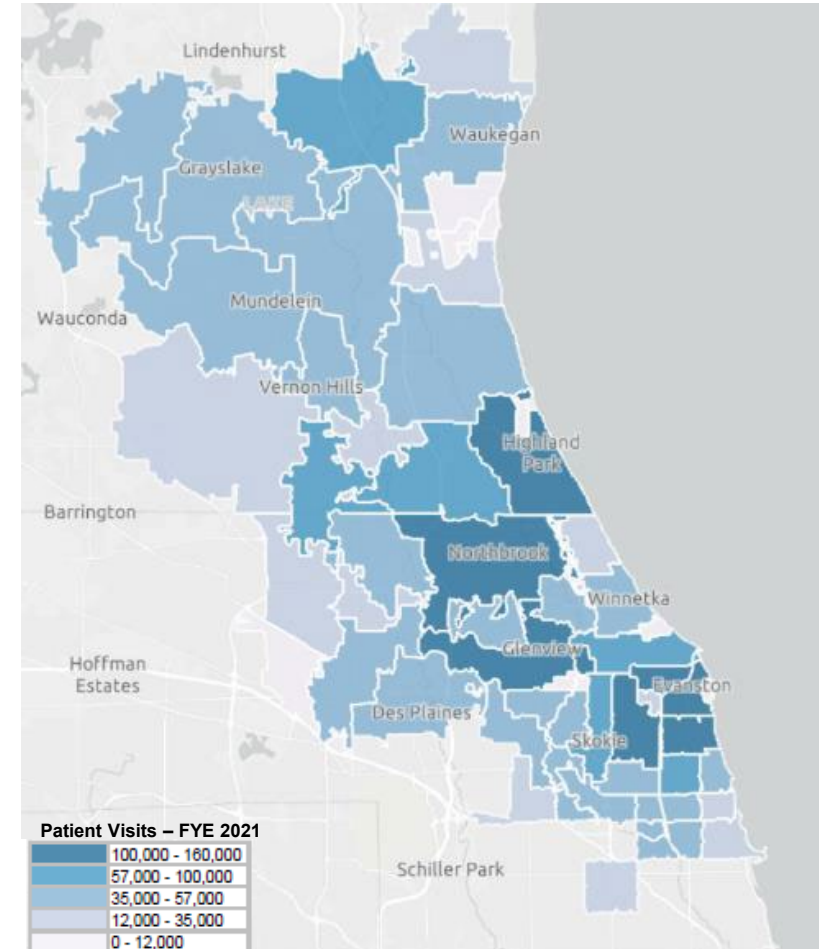 Lindenhurst
Waukegan
Grayslake
LAKE
Mundelein
Wauconda
Vernon Hills
Highland
Park
Barrington
Northbrook
Winnetka
Glenview
Hoffman
Estates
Evanston
Des Plaines
Skokie
Schiller Park
Patient Visits – FYE 2021
100,000 - 160,000
57,000 - 100,000
35,000 - 57,000
12,000 - 35,000
0 - 12,000